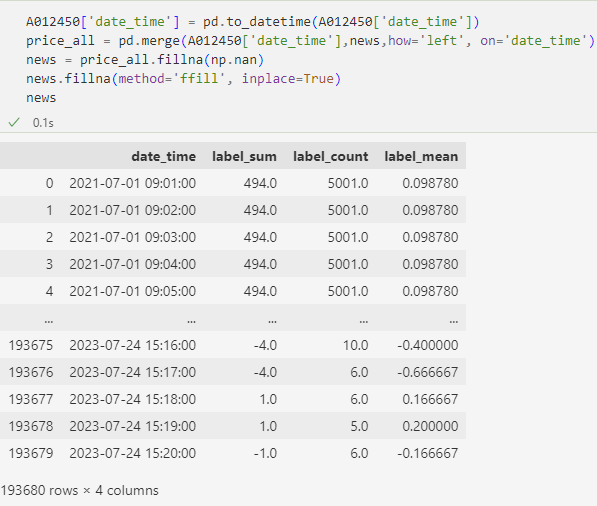 A012450['date_time'] = pd.to_datetime(A012450['date_time'])
price_all = pd.merge(A012450['date_time'],news,how='left', on='date_time')
news = price_all.fillna(np.nan)
news.fillna(method='ffill', inplace=True)
news
✓ 0.1s
date_time label_sum label_count label_mean
0 2021-07-01 09:01:00 494.0 5001.0 0.098780
1 2021-07-01 09:02:00 494.0 5001.0 0.098780
2 2021-07-01 09:03:00 494.0 5001.0 0.098780
3 2021-07-01 09:04:00 494.0 5001.0 0.098780
4 2021-07-01 09:05:00 494.0 5001.0 0.098780
... ... ... ... ...
193675 2023-07-24 15:16:00 -4.0 10.0 -0.400000
193676 2023-07-24 15:17:00 -4.0 6.0 -0.666667
193677 2023-07-24 15:18:00 1.0 6.0 0.166667
193678 2023-07-24 15:19:00 1.0 5.0 0.200000
193679 2023-07-24 15:20:00 -1.0 6.0 -0.166667
193680 rows × 4 columns